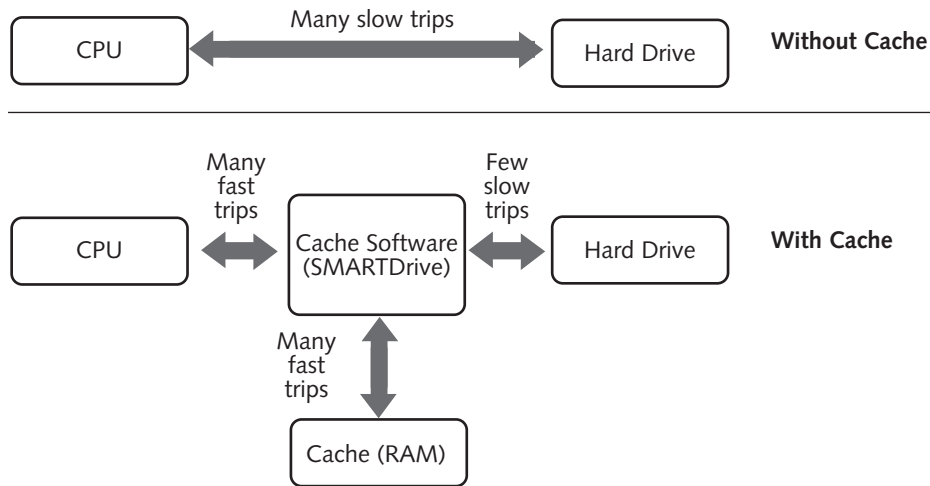 Many slow trips
CPU
Hard Drive
Without Cache
Many
fast
trips
Few
slow
trips
CPU
Cache Software
(SMARTDrive)
Hard Drive
With Cache
Many
fast
trips
Cache (RAM)